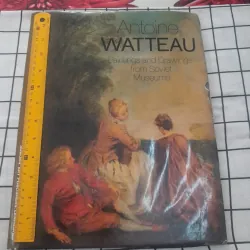 Antoine
WATTEAU
Paintings and Drawings
from Soviet
Museums